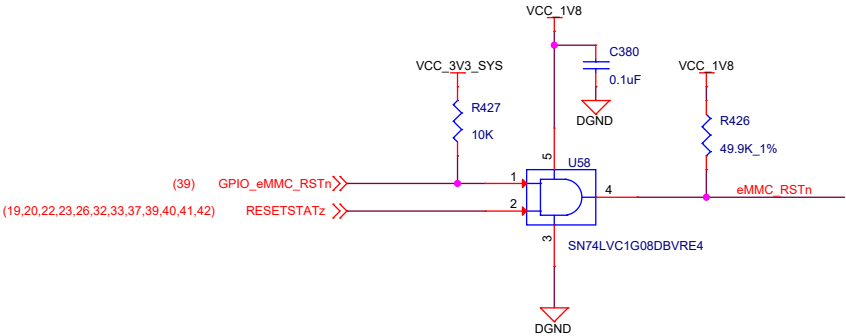 VCC_1V8
C380
0.1uF
DGND
VCC_3V3_SYS
R427
10K
VCC_1V8
R426
49.9K_1%
5
U58
(39) GPIO_eMMC_RSTn
1
4
eMMC_RSTn
(19,20,22,23,26,32,33,37,39,40,41,42) RESETSTATz
2
3
SN74LVC1G08DBVRE4
DGND